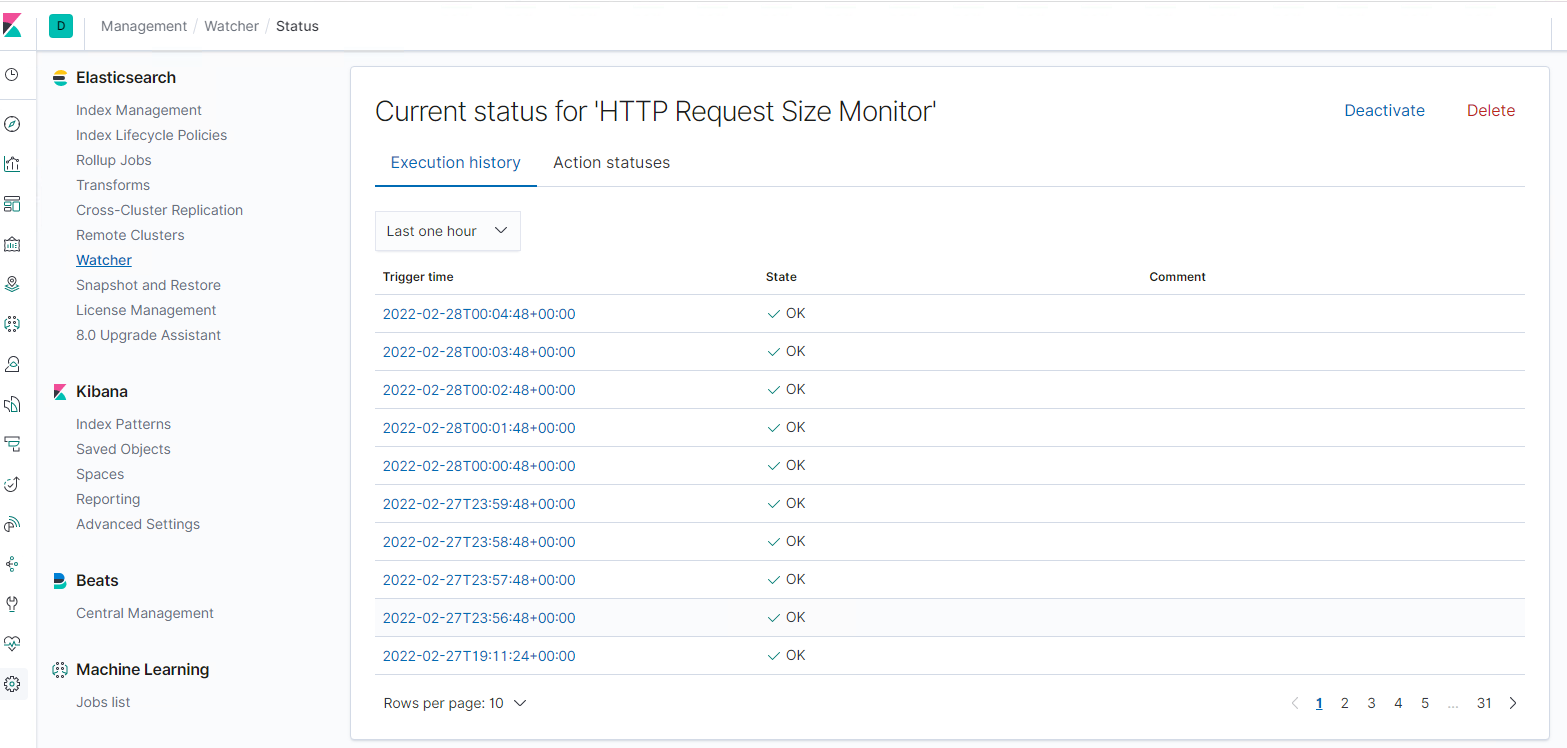 D Management / Watcher / Status
Elasticsearch
Index Management
Index Lifecycle Policies
Rollup Jobs
Transforms
Cross-Cluster Replication
Remote Clusters
Watcher
Snapshot and Restore
License Management
8.0 Upgrade Assistant
Kibana
Index Patterns
Saved Objects
Spaces
Reporting
Advanced Settings
Beats
Central Management
Machine Learning
Jobs list
Current status for 'HTTP Request Size Monitor'
Deactivate Delete
Execution history Action statuses
Last one hour
Trigger time State Comment
2022-02-28T00:04:48+00:00 OK
2022-02-28T00:03:48+00:00 OK
2022-02-28T00:02:48+00:00 OK
2022-02-28T00:01:48+00:00 OK
2022-02-28T00:00:48+00:00 OK
2022-02-27T23:59:48+00:00 OK
2022-02-27T23:58:48+00:00 OK
2022-02-27T23:57:48+00:00 OK
2022-02-27T23:56:48+00:00 OK
2022-02-27T19:11:24+00:00 OK
Rows per page: 10 1 2 3 4 5 ... 31